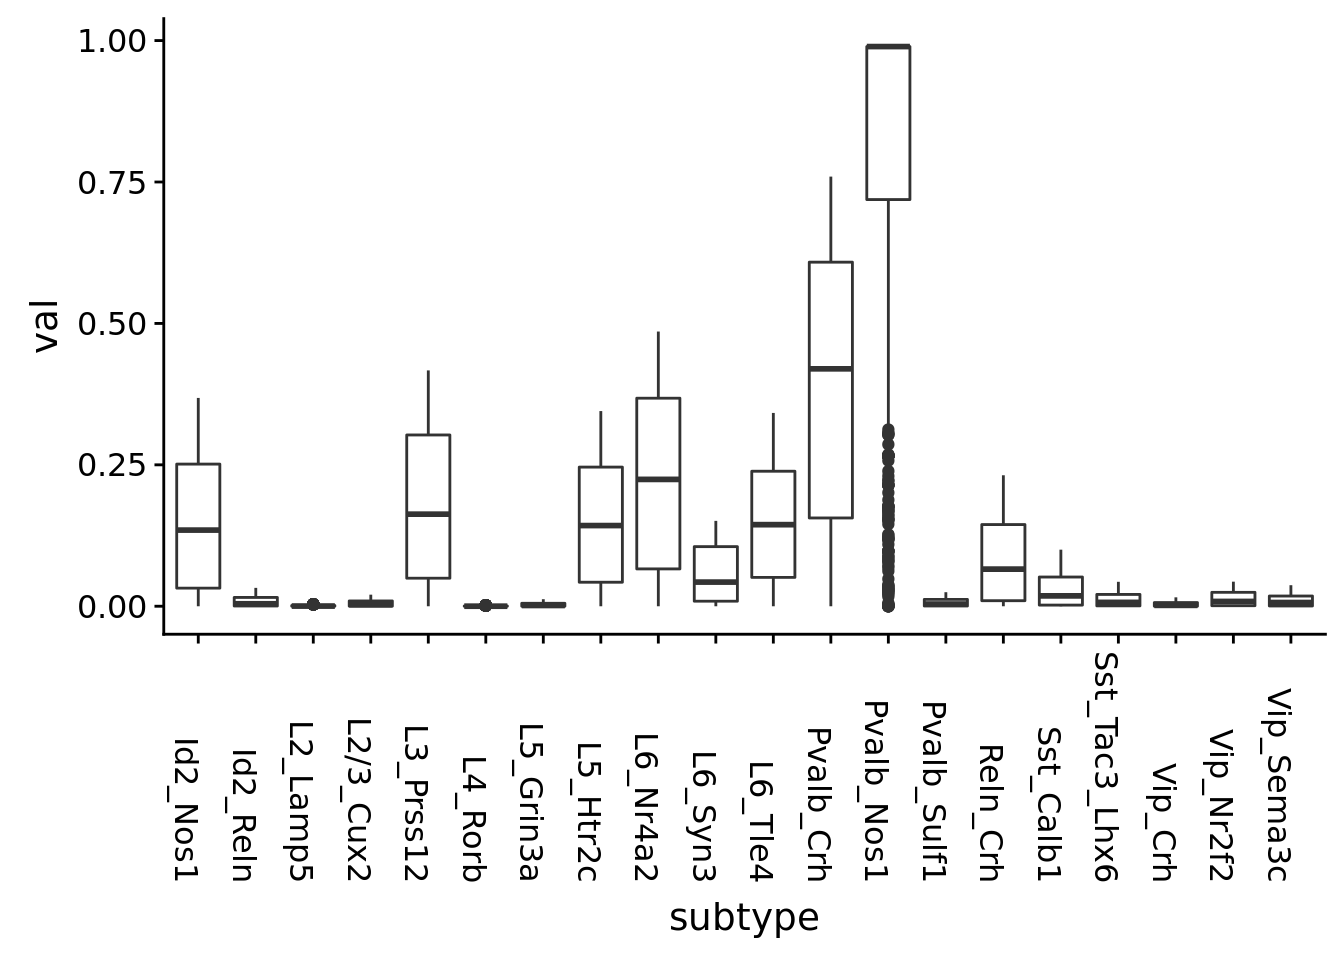 1.00
0.75
0.50
0.25
0.00
val
Id2_Nos1
Id2_Reln
L2_Lamp5
L2/3_Cux2
L3_Prss12
L4_Rorb
L5_Grin3a
L5_Htr2c
L6_Nr4a2
L6_Syn3
L6_Tle4
Pvalb_Crh
Pvalb_Nos1
Pvalb_Sulf1
Reln_Crh
Sst_Calb1
Sst_Tac3_Lhx6
Vip_Crh
Vip_Nr2f2
Vip_Sema3c
subtype